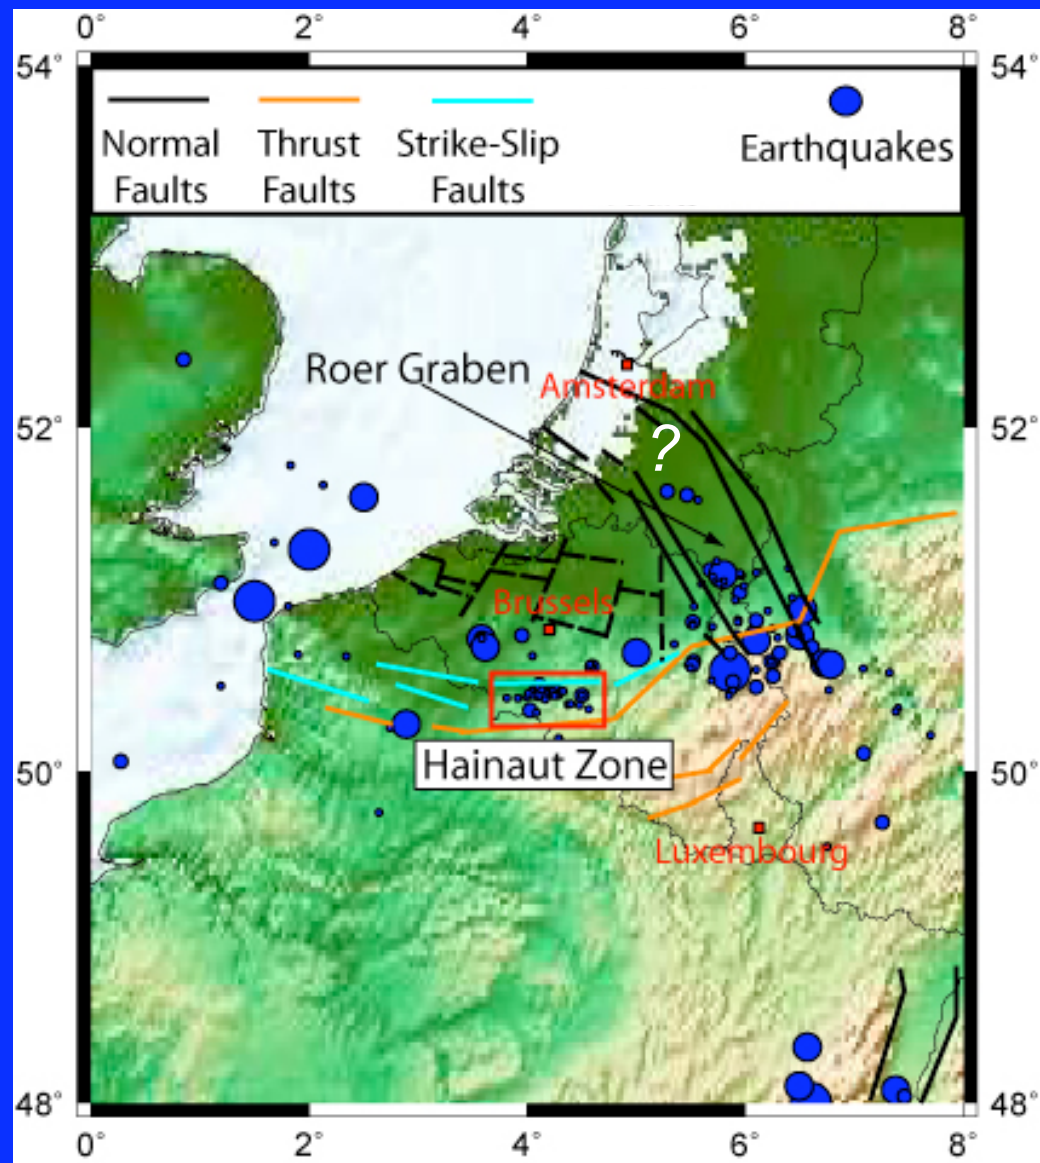 0° 2° 4° 6° 8°
54° 54°
Normal Faults
Thrust Faults
Strike-Slip Faults
Earthquakes
Roer Graben
Amsterdam
52° 52°
?
Brussels
Hainaut Zone
50° 50°
Luxembourg
48° 48°
0° 2° 4° 6° 8°